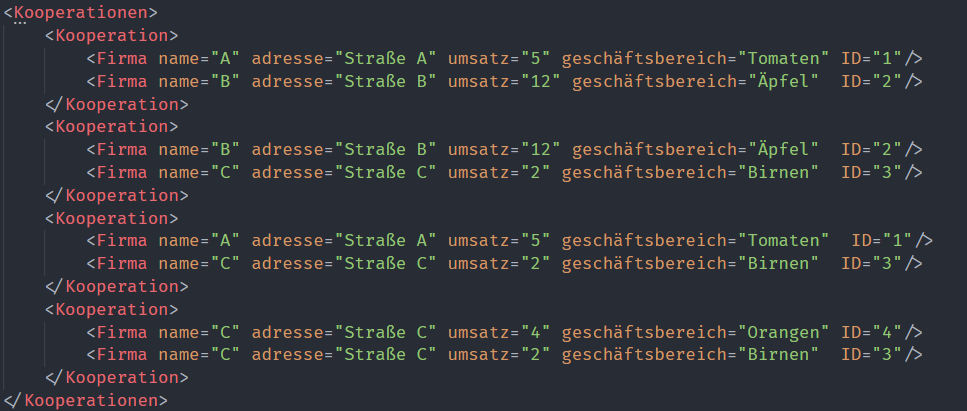 <Kooperationen>
    <Kooperation>
        <Firma name="A" adresse="Straße A" umsatz="5" geschäftsbereich="Tomaten" ID="1"/>
        <Firma name="B" adresse="Straße B" umsatz="12" geschäftsbereich="Äpfel"  ID="2"/>
    </Kooperation>
    <Kooperation>
        <Firma name="B" adresse="Straße B" umsatz="12" geschäftsbereich="Äpfel"  ID="2"/>
        <Firma name="C" adresse="Straße C" umsatz="2" geschäftsbereich="Birnen"  ID="3"/>
    </Kooperation>
    <Kooperation>
        <Firma name="A" adresse="Straße A" umsatz="5" geschäftsbereich="Tomaten"  ID="1"/>
        <Firma name="C" adresse="Straße C" umsatz="2" geschäftsbereich="Birnen"  ID="3"/>
    </Kooperation>
    <Kooperation>
        <Firma name="C" adresse="Straße C" umsatz="4" geschäftsbereich="Orangen" ID="4"/>
        <Firma name="C" adresse="Straße C" umsatz="2" geschäftsbereich="Birnen"  ID="3"/>
    </Kooperation>
</Kooperationen>